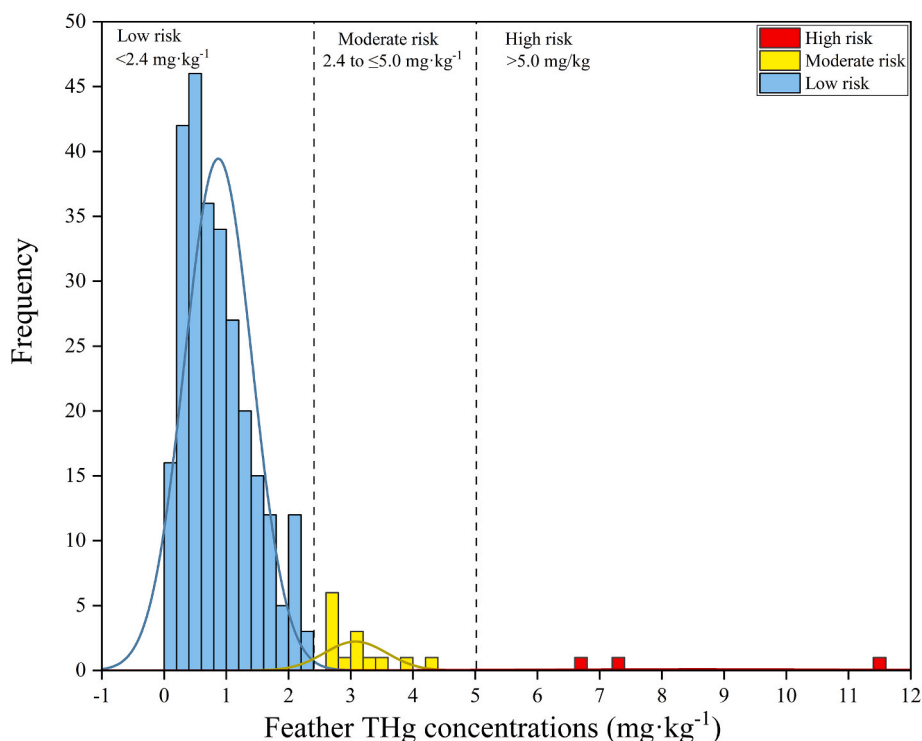 Low risk
<2.4 mg·kg⁻¹
Moderate risk
2.4 to ≤5.0 mg·kg⁻¹
High risk
>5.0 mg/kg
High risk
Moderate risk
Low risk
50
45
40
35
30
25
20
15
10
5
0
Frequency
-1 0 1 2 3 4 5 6 7 8 9 10 11 12
Feather THg concentrations (mg·kg⁻¹)